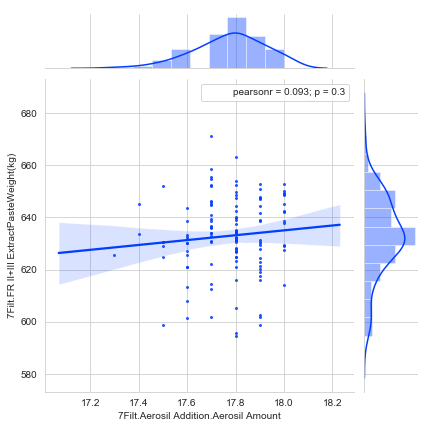 pearsonr = 0.093; p = 0.3
680
660
640
620
600
580
7Filt.FR II+III ExtractPasteWeight(kg)
17.2 17.4 17.6 17.8 18.0 18.2
7Filt.Aerosil Addition.Aerosil Amount